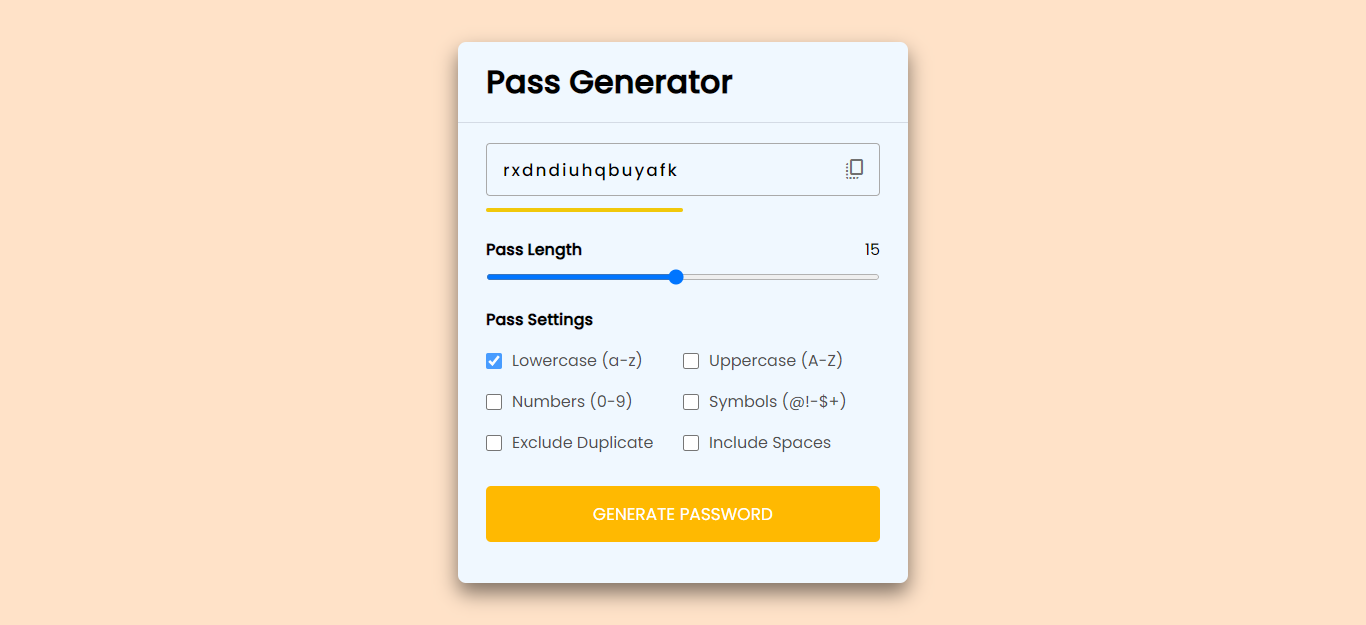 Pass Generator
rxdndiuhqbuyafk
Pass Length 15
Pass Settings
Lowercase (a-z) Uppercase (A-Z)
Numbers (0-9) Symbols (@!-$+)
Exclude Duplicate Include Spaces
GENERATE PASSWORD